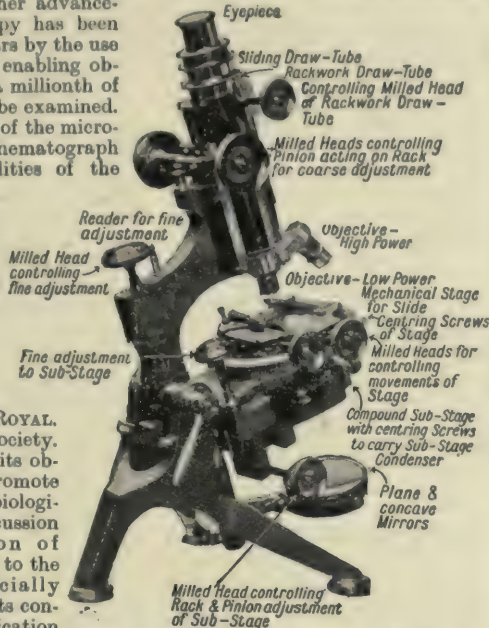 her advance-
py has been
rs by the use
enabling ob-
millionth of
be examined.
of the micro-
nematograph
lities of the
Eyepiece
Sliding Draw-Tube
Rackwork Draw-Tube
Controlling Milled Head
of Rackwork Draw-
Tube
Milled Heads controlling
Pinion acting on Rack
for coarse adjustment
Reader for fine
adjustment
Milled Head
controlling
fine adjustment
Objective-
High Power
Objective-Low Power
Mechanical Stage
for Slide
Centring Screws
of Stage
Milled Heads for
controlling
movements of
Stage
Fine adjustment
to Sub-Stage
Compound Sub-Stage
with centring Screws
to carry Sub-Stage
Condenser
Plane &
concave
Mirrors
Milled Head controlling
Rack & Pinion adjustment
of Sub-Stage
ROYAL.
ociety.
its ob-
romote
biologi-
cussion
on of
to the
cially
ts con-
ication